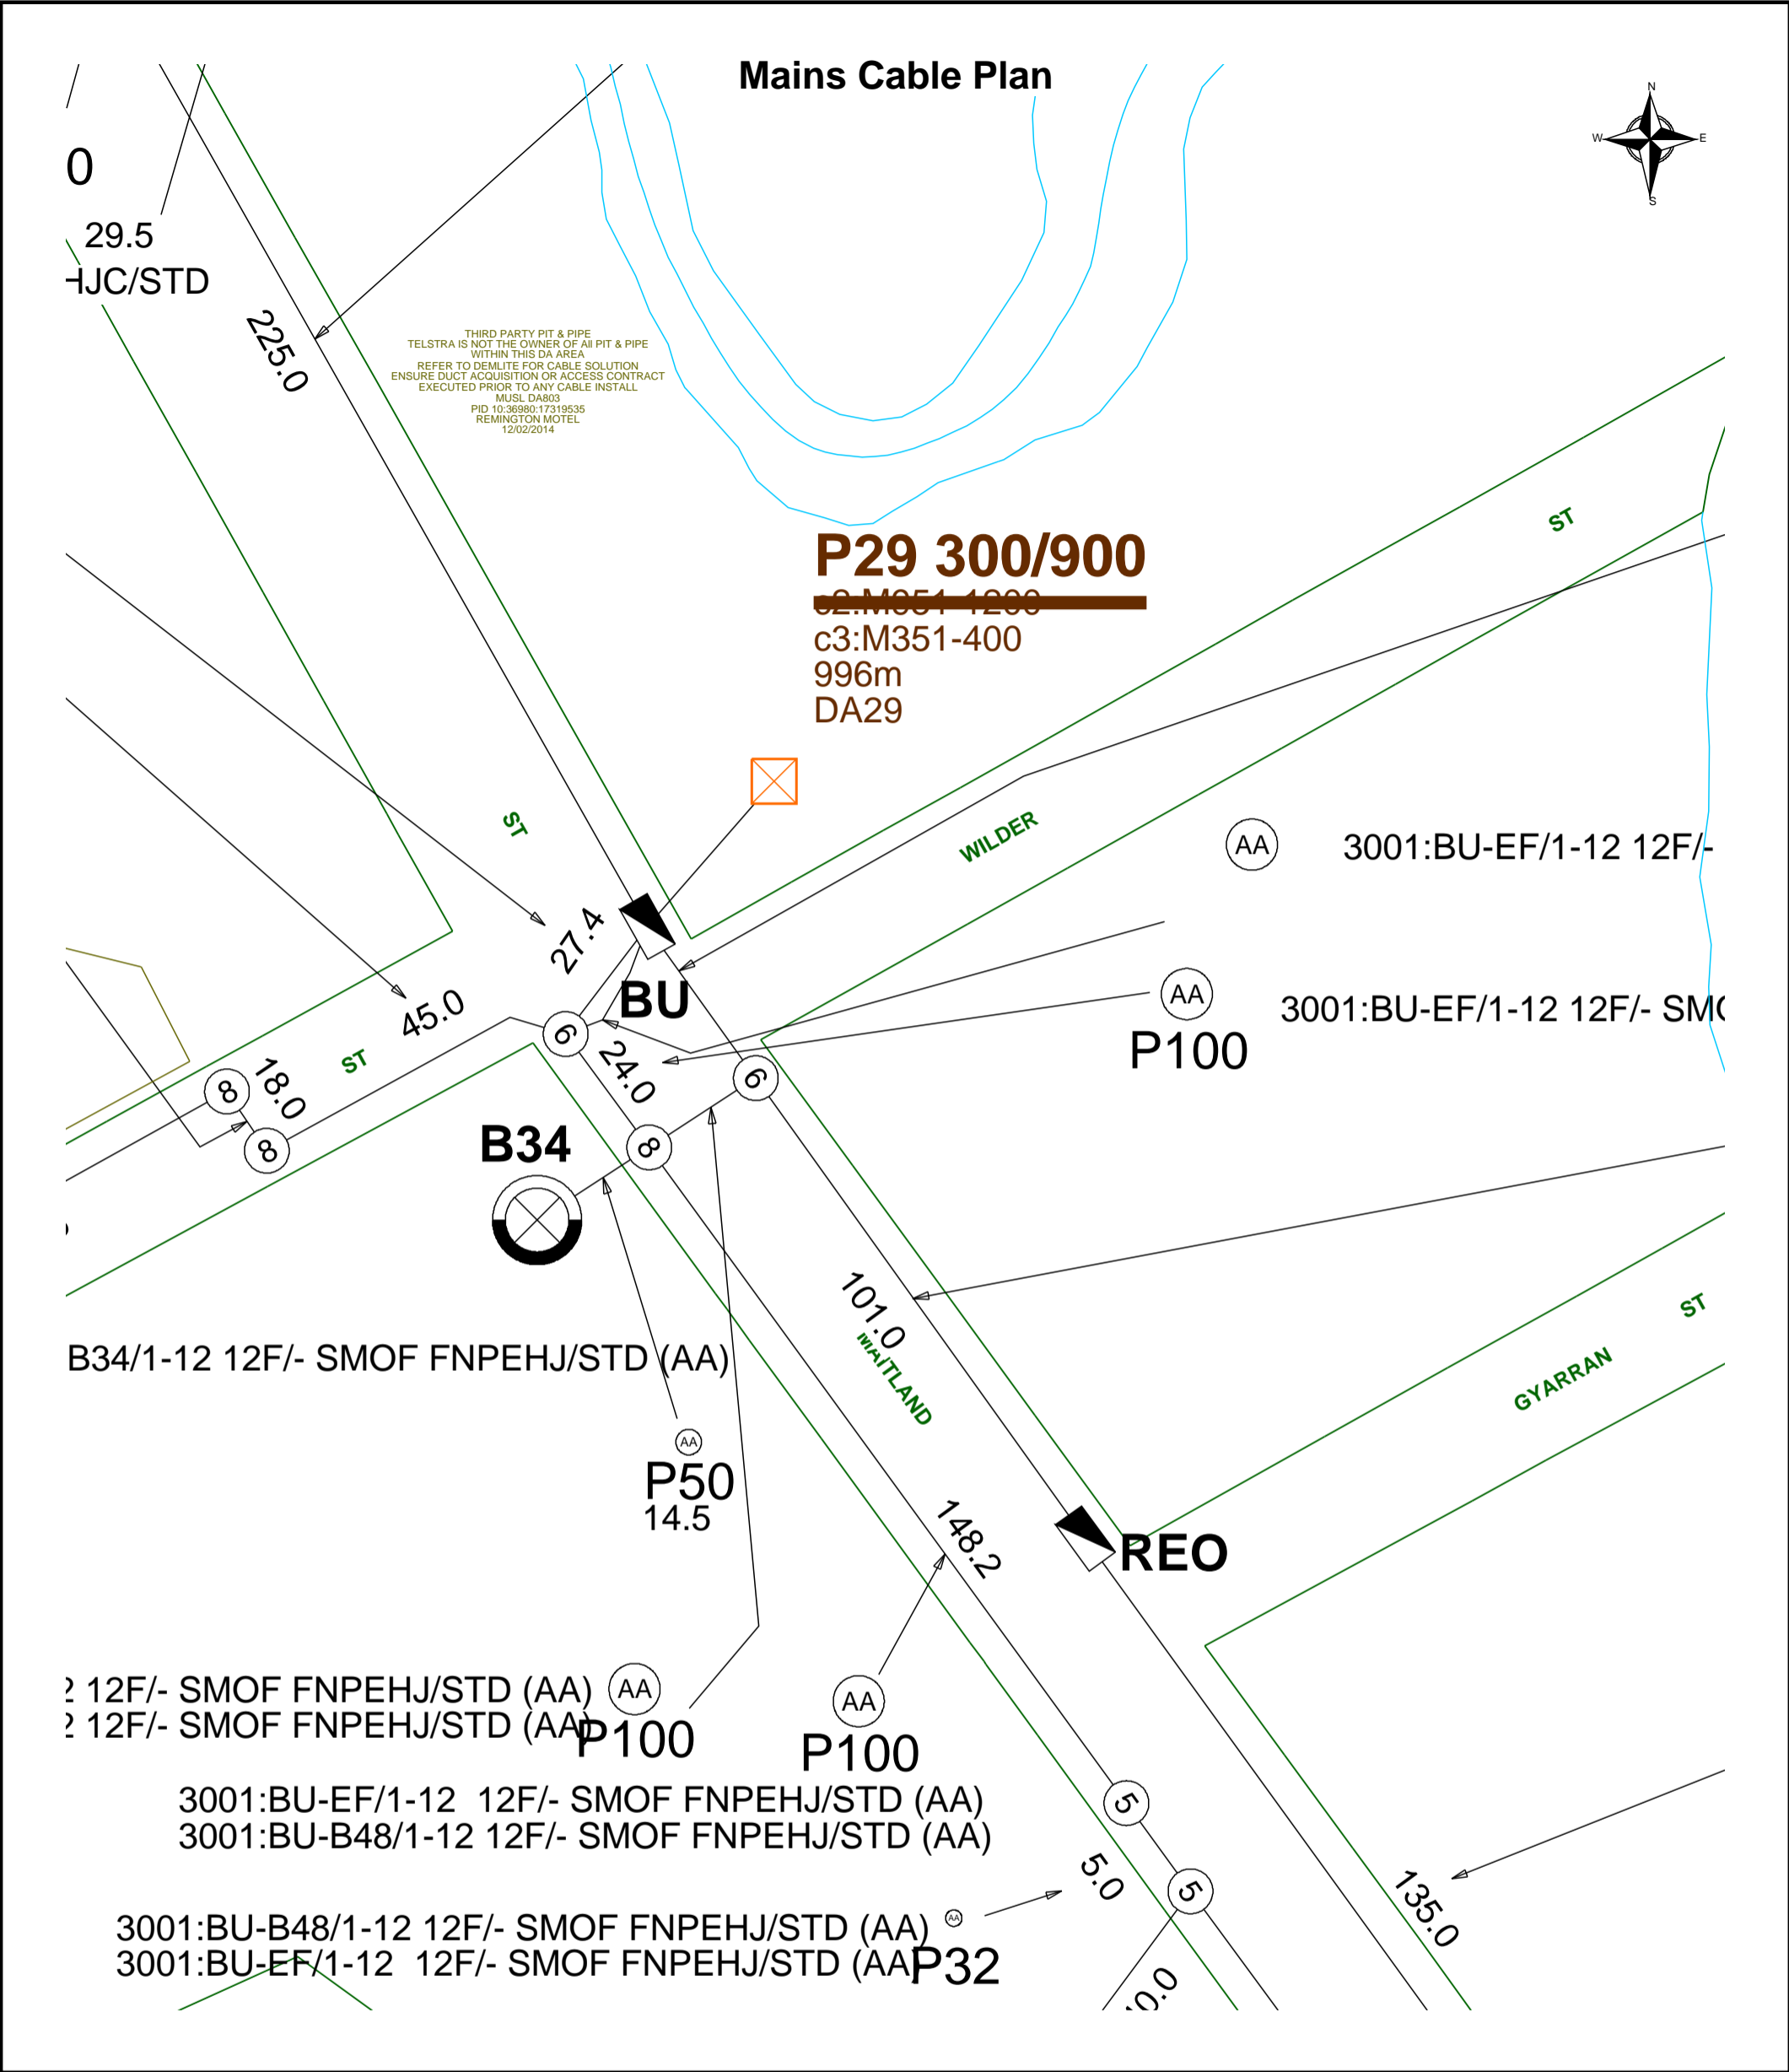 Mains Cable Plan
N
W
E
S
0
29.5
HJC/STD
225.0
THIRD PARTY PIT & PIPE
TELSTRA IS NOT THE OWNER OF All PIT & PIPE
WITHIN THIS DA AREA
REFER TO DEMLITE FOR CABLE SOLUTION
ENSURE DUCT ACQUISITION OR ACCESS CONTRACT
EXECUTED PRIOR TO ANY CABLE INSTALL
MUSL DA803
PID 10:36980:17319535
REMINGTON MOTEL
12/02/2014
ST
P29 300/900
c2:M351-1200
c3:M351-400
996m
DA29
ST
WILDER
AA
3001:BU-EF/1-12 12F/-
27.4
BU
45.0
ST
18.0
8
8
6
24.0
6
8
AA
P100
3001:BU-EF/1-12 12F/- SMO
B34
101.0
MAITLAND
ST
GYARRAN
B34/1-12 12F/- SMOF FNPEHJ/STD (AA)
AA
P50
14.5
148.2
REO
2 12F/- SMOF FNPEHJ/STD (AA)
2 12F/- SMOF FNPEHJ/STD (AA)
AA
P100
AA
P100
3001:BU-EF/1-12 12F/- SMOF FNPEHJ/STD (AA)
3001:BU-B48/1-12 12F/- SMOF FNPEHJ/STD (AA)
5
5.0
5
135.0
3001:BU-B48/1-12 12F/- SMOF FNPEHJ/STD (AA)
3001:BU-EF/1-12 12F/- SMOF FNPEHJ/STD (AA)
AA
P32